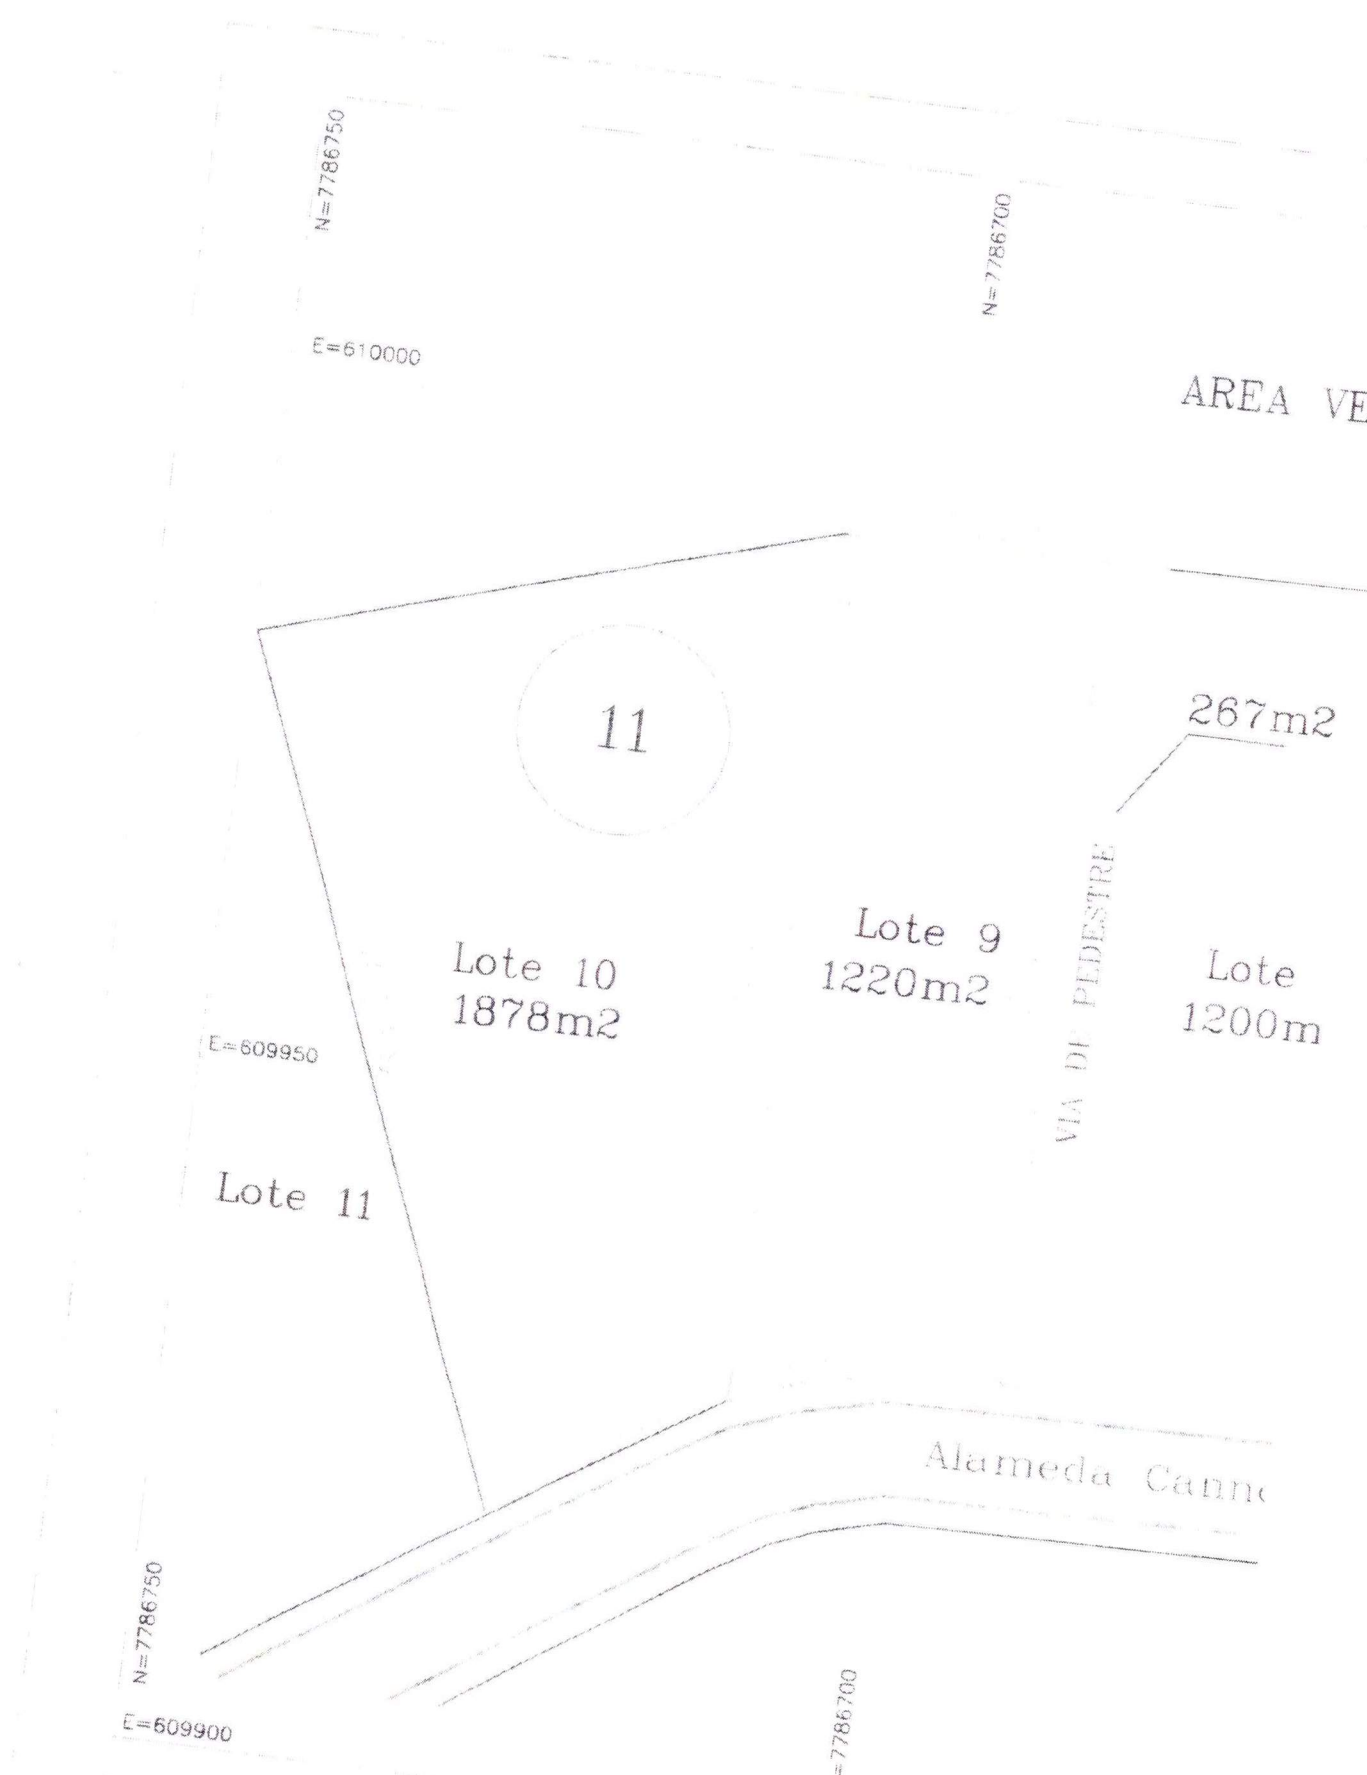 N=7786750
N=7786700
E=610000
AREA VE
11
267m2
Lote 10
1878m2
Lote 9
1220m2
VIA DE PEDESTRE
Lote
1200m
E=609950
Lote 11
Alameda Canne
N=7786750
E=609900
=7786700